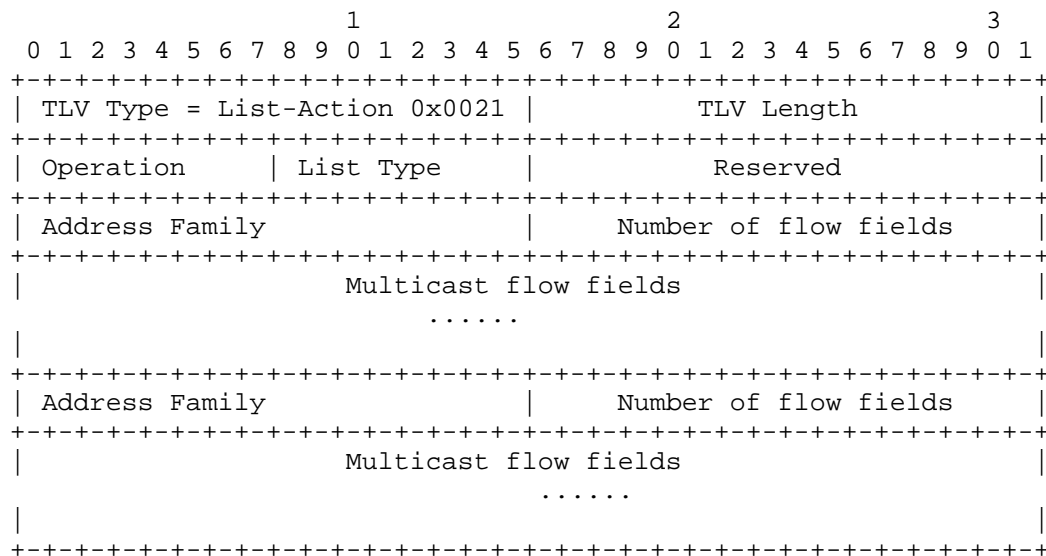 1                   2                   3
 0 1 2 3 4 5 6 7 8 9 0 1 2 3 4 5 6 7 8 9 0 1 2 3 4 5 6 7 8 9 0 1
+-+-+-+-+-+-+-+-+-+-+-+-+-+-+-+-+-+-+-+-+-+-+-+-+-+-+-+-+-+-+-+-+
| TLV Type = List-Action 0x0021 |          TLV Length           |
+-+-+-+-+-+-+-+-+-+-+-+-+-+-+-+-+-+-+-+-+-+-+-+-+-+-+-+-+-+-+-+-+
| Operation     | List Type     |           Reserved            |
+-+-+-+-+-+-+-+-+-+-+-+-+-+-+-+-+-+-+-+-+-+-+-+-+-+-+-+-+-+-+-+-+
| Address Family                |     Number of flow fields     |
+-+-+-+-+-+-+-+-+-+-+-+-+-+-+-+-+-+-+-+-+-+-+-+-+-+-+-+-+-+-+-+-+
|                    Multicast flow fields                      |
                          ......
|                                                               |
+-+-+-+-+-+-+-+-+-+-+-+-+-+-+-+-+-+-+-+-+-+-+-+-+-+-+-+-+-+-+-+-+
| Address Family                |     Number of flow fields     |
+-+-+-+-+-+-+-+-+-+-+-+-+-+-+-+-+-+-+-+-+-+-+-+-+-+-+-+-+-+-+-+-+
|                    Multicast flow fields                      |
                                 ......
|                                                               |
+-+-+-+-+-+-+-+-+-+-+-+-+-+-+-+-+-+-+-+-+-+-+-+-+-+-+-+-+-+-+-+-+